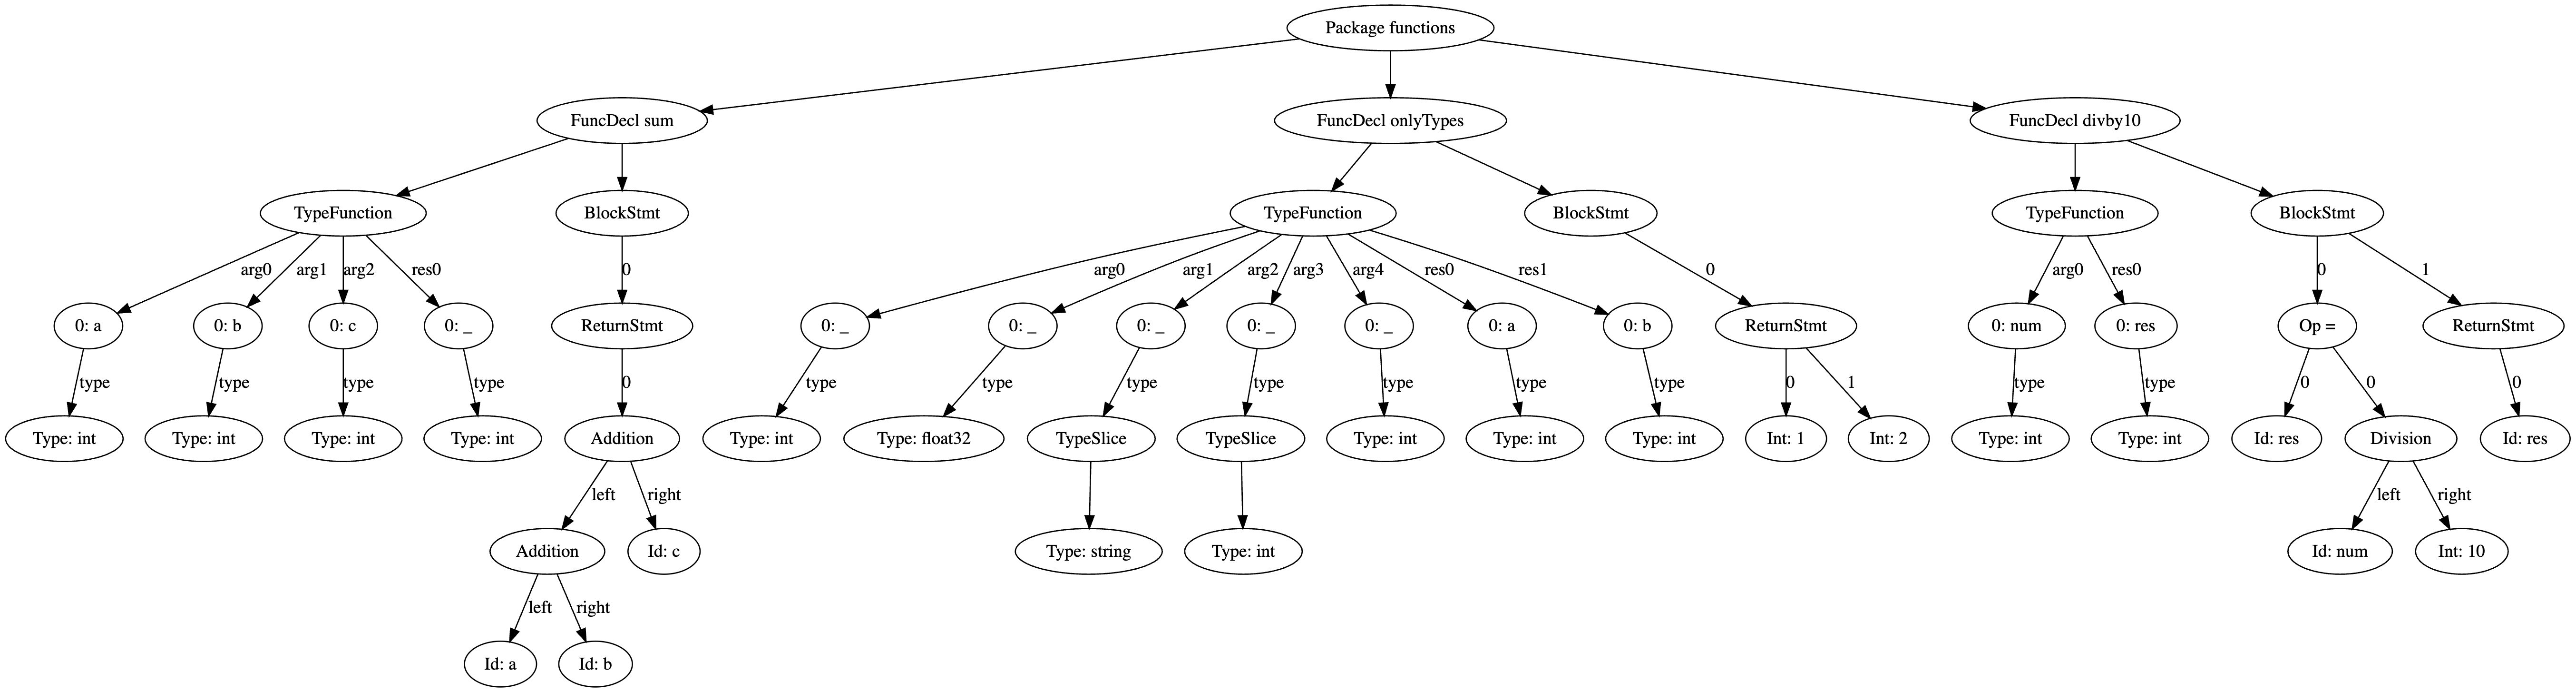 Package functions
FuncDecl sum
FuncDecl onlyTypes
FuncDecl divby10
TypeFunction
BlockStmt
TypeFunction
BlockStmt
TypeFunction
BlockStmt
arg0
arg1
arg2
res0
0
arg0
arg1
arg2
arg3
arg4
res0
res1
0
arg0
res0
0
1
0: a
0: b
0: c
0: _
ReturnStmt
0: _
0: _
0: _
0: _
0: _
0: a
0: b
ReturnStmt
0: num
0: res
Op =
ReturnStmt
type
type
type
type
0
type
type
type
type
type
type
type
0
1
type
type
0
0
0
Type: int
Type: int
Type: int
Type: int
Addition
Type: int
Type: float32
TypeSlice
TypeSlice
Type: int
Type: int
Type: int
Int: 1
Int: 2
Type: int
Type: int
Id: res
Division
Id: res
left
right
left
right
Addition
Id: c
Type: string
Type: int
Id: num
Int: 10
left
right
Id: a
Id: b